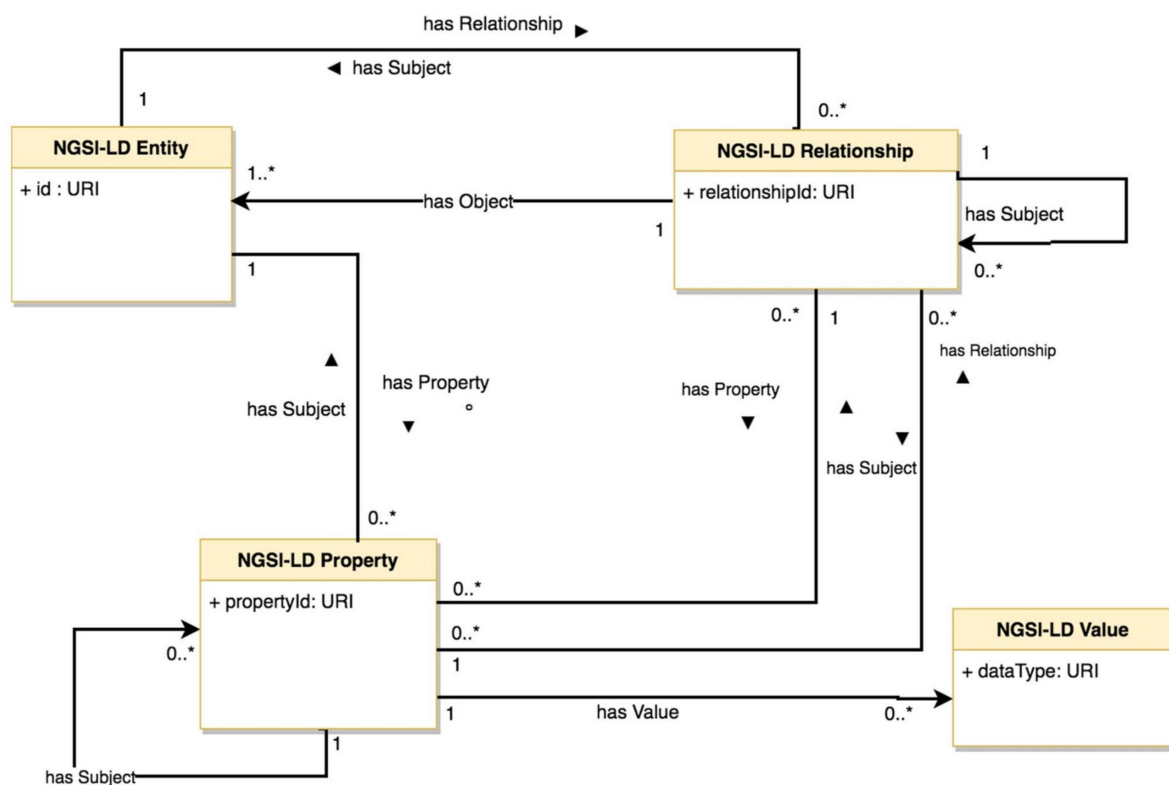 has Relationship ►
◄ has Subject
1
0..*
NGSI-LD Entity
+ id : URI
NGSI-LD Relationship
+ relationshipId: URI
1
1..*
has Object
1
has Subject
0..*
1
0..*
1
0..*
has Relationship
▲
▲
has Property
▼
has Subject
has Property
▼
▲
▼
has Subject
0..*
NGSI-LD Property
+ propertyId: URI
0..*
0..*
0..*
1
NGSI-LD Value
+ dataType: URI
1
has Value
0..*
1
has Subject